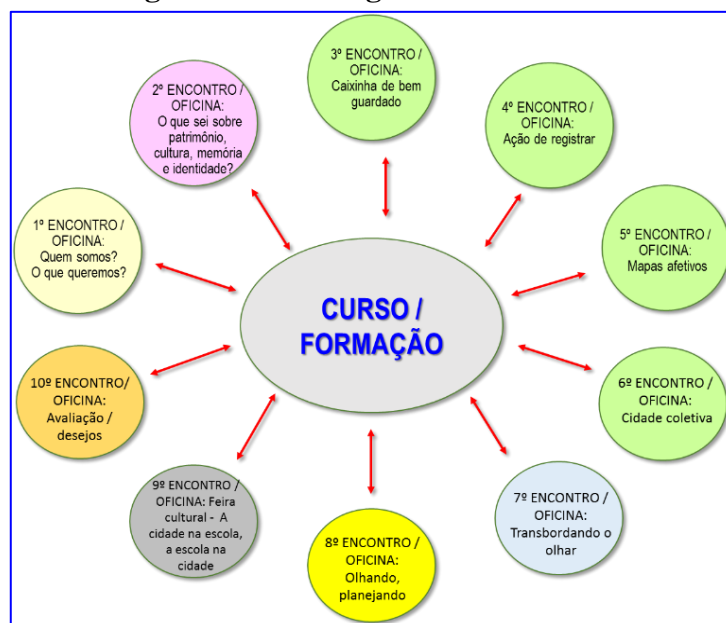 CURSO /
FORMAÇÃO
1º ENCONTRO /
OFICINA:
Quem somos?
O que queremos?
2º ENCONTRO /
OFICINA:
O que sei sobre
patrimônio,
cultura, memória
e identidade?
3º ENCONTRO /
OFICINA:
Caixinha de bem
guardado
4º ENCONTRO /
OFICINA:
Ação de registrar
5º ENCONTRO /
OFICINA:
Mapas afetivos
6º ENCONTRO /
OFICINA:
Cidade coletiva
7º ENCONTRO /
OFICINA:
Transbordando o
olhar
8º ENCONTRO /
OFICINA:
Olhando,
planejando
9º ENCONTRO /
OFICINA: Feira
cultural - A
cidade na escola,
a escola na
cidade
10º ENCONTRO/
OFICINA:
Avaliação /
desejos